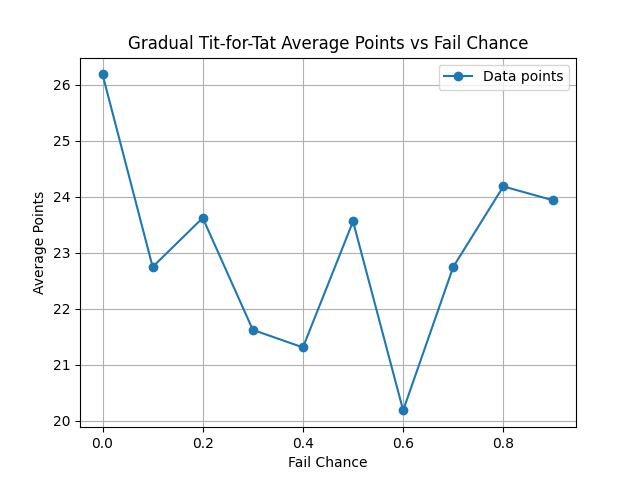 Gradual Tit-for-Tat Average Points vs Fail Chance
Data points
26
25
24
23
22
21
20
Average Points
0.0 0.2 0.4 0.6 0.8
Fail Chance